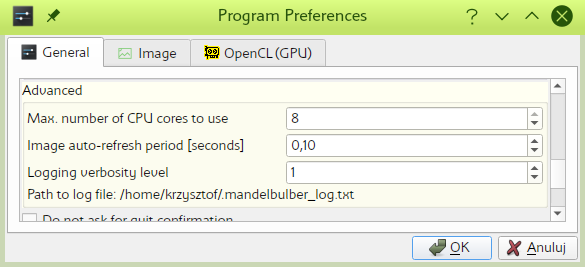 Program Preferences
General
Image
OpenCL (GPU)
Advanced
Max. number of CPU cores to use
8
Image auto-refresh period [seconds]
0,10
Logging verbosity level
1
Path to log file: /home/krzysztof/.mandelbulber_log.txt
Do not ask for quit confirmation
OK
Anuluj